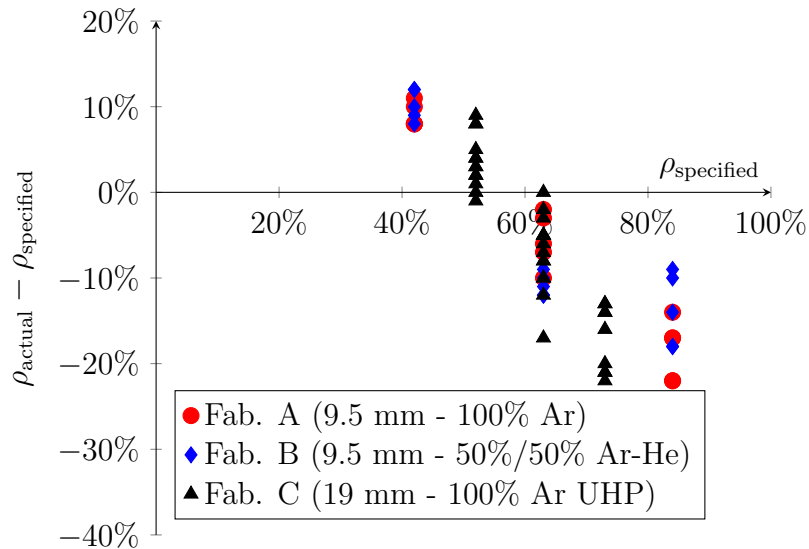 20%
10%
0%
−10%
−20%
−30%
−40%
20%
40%
60%
80%
100%
ρspecified
ρactual − ρspecified
Fab. A (9.5 mm - 100% Ar)
Fab. B (9.5 mm - 50%/50% Ar-He)
Fab. C (19 mm - 100% Ar UHP)